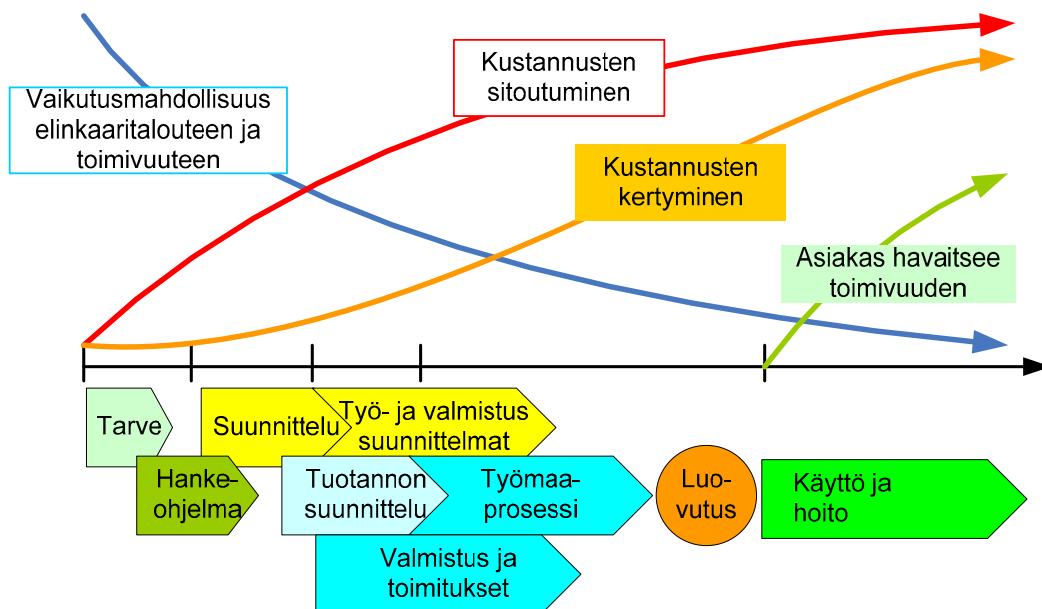 Kustannusten
sitoutuminen
Vaikutusmahdollisuus
elinkaaritalouteen ja
toimivuuteen
Kustannusten
kertyminen
Asiakas havaitsee
toimivuuden
Tarve
Suunnittelu
Työ- ja valmistus
suunnittelmat
Hanke-
ohjelma
Tuotannon
suunnittelu
Työmaa-
prosessi
Luo-
vutus
Käyttö ja
hoito
Valmistus ja
toimitukset